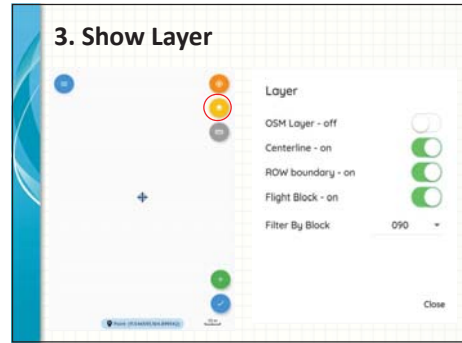 3. Show Layer
Layer
OSM Layer - off
Centerline - on
ROW boundary - on
Flight Block - on
Filter By Block 090
Close
Point